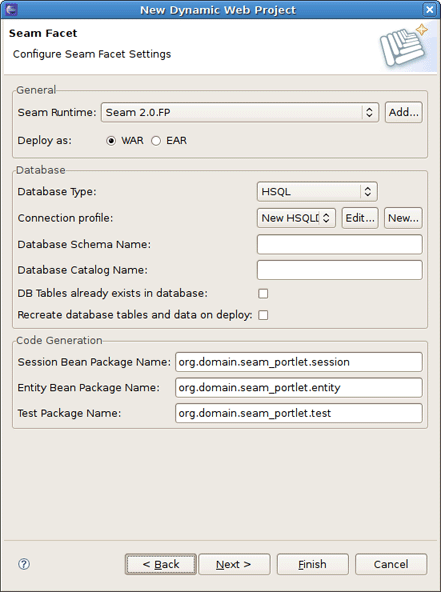 New Dynamic Web Project
Seam Facet
Configure Seam Facet Settings
General
Seam Runtime: Seam 2.0.FP Add...
Deploy as: WAR EAR
Database
Database Type: HSQL
Connection profile: New HSQLD Edit... New...
Database Schema Name:
Database Catalog Name:
DB Tables already exists in database:
Recreate database tables and data on deploy:
Code Generation
Session Bean Package Name: org.domain.seam_portlet.session
Entity Bean Package Name: org.domain.seam_portlet.entity
Test Package Name: org.domain.seam_portlet.test
? < Back Next > Finish Cancel